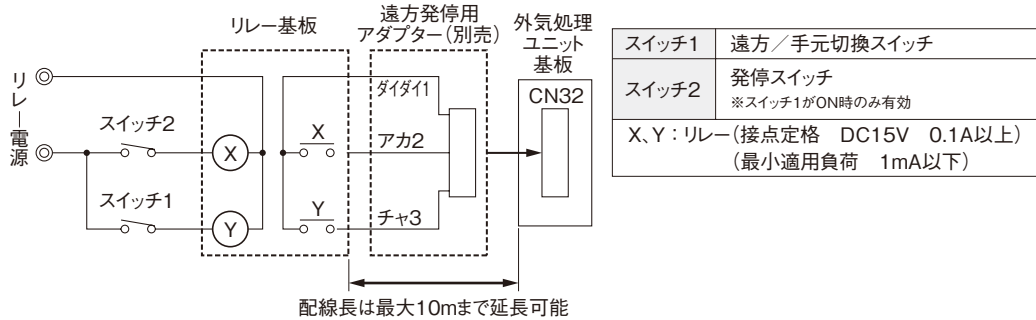 リレー電源
スイッチ2
スイッチ1
リレー基板
X
Y
X
Y
遠方発停用
アダプター(別売)
ダイダイ1
アカ2
チャ3
外気処理
ユニット
基板
CN32
配線長は最大10mまで延長可能
スイッチ1 遠方/手元切換スイッチ
スイッチ2 発停スイッチ
※スイッチ1がON時のみ有効
X、Y:リレー(接点定格 DC15V 0.1A以上)
(最小適用負荷 1mA以下)